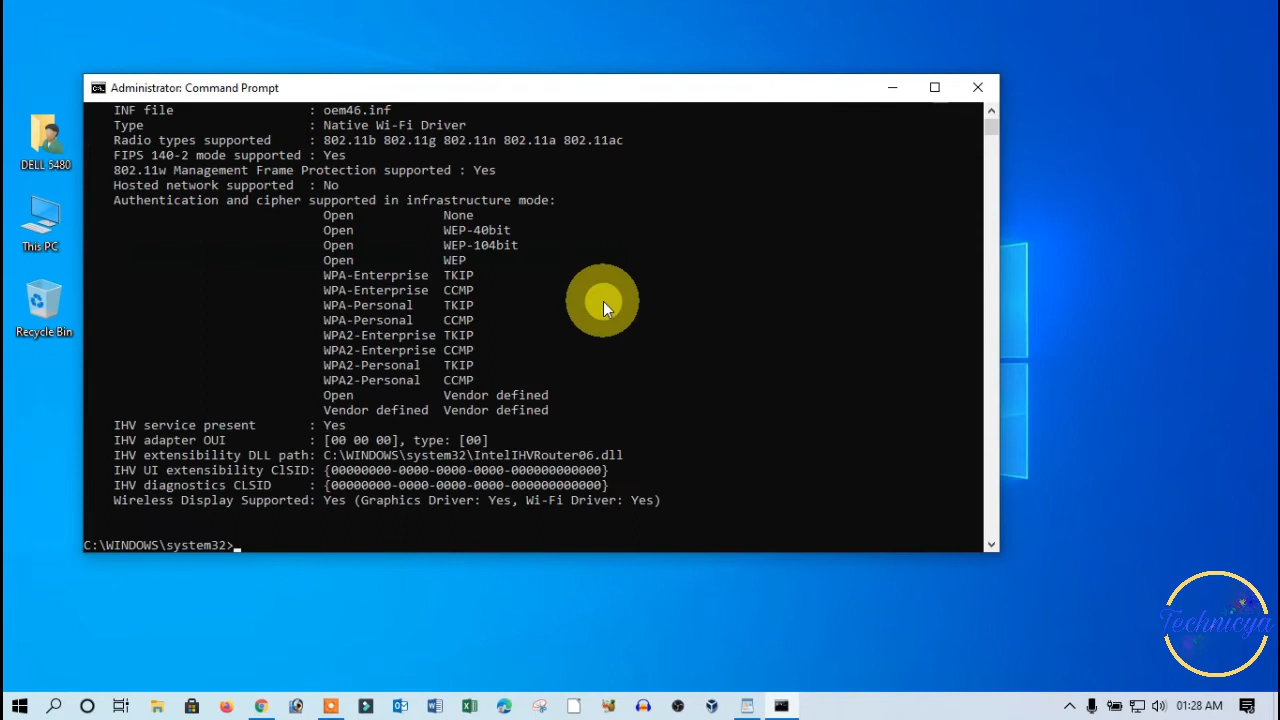 Administrator: Command Prompt
INF file : oem46.inf
Type : Native Wi-Fi Driver
Radio types supported : 802.11b 802.11g 802.11n 802.11a 802.11ac
FIPS 140-2 mode supported : Yes
802.11w Management Frame Protection supported : Yes
Hosted network supported : No
Authentication and cipher supported in infrastructure mode:
Open None
Open WEP-40bit
Open WEP-104bit
Open WEP
WPA-Enterprise TKIP
WPA-Enterprise CCMP
WPA-Personal TKIP
WPA-Personal CCMP
WPA2-Enterprise TKIP
WPA2-Enterprise CCMP
WPA2-Personal TKIP
WPA2-Personal CCMP
Open Vendor defined
Vendor defined Vendor defined
IHV service present : Yes
IHV adapter OUI : [00 00 00], type: [00]
IHV extensibility DLL path: C:\WINDOWS\system32\IntelIHVRouter06.dll
IHV UI extensibility ClSID: {00000000-0000-0000-0000-000000000000}
IHV diagnostics CLSID : {00000000-0000-0000-0000-000000000000}
Wireless Display Supported: Yes (Graphics Driver: Yes, Wi-Fi Driver: Yes)
C:\WINDOWS\system32>
DELL 5480
This PC
Recycle Bin
Technicya
01:28 AM